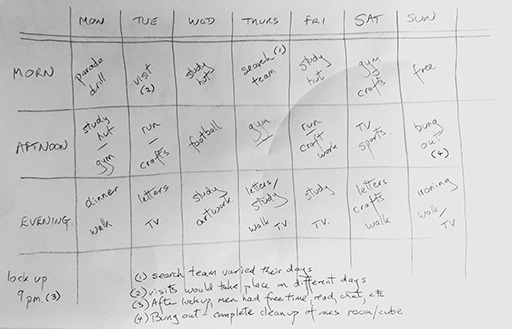 MON TUE WED THURS FRI SAT SUN
MORN parade drill visit (2) study hut search (1) team study hut gym crafts free
AFTNOON study hut gym run crafts football gym run craft work TV. sports. bung out (4)
EVENING. dinner walk letters TV study artwork letters/ study walk TV. study T.V. letters crafts walk ironing walk/ TV
lock up
9 pm. (3)
(1) search team varied their days
(2) visits would take place on different days
(3) After lockup, men had free time, read, chat, etc
(4) Bung out – complete cleanup of mes room/cube.